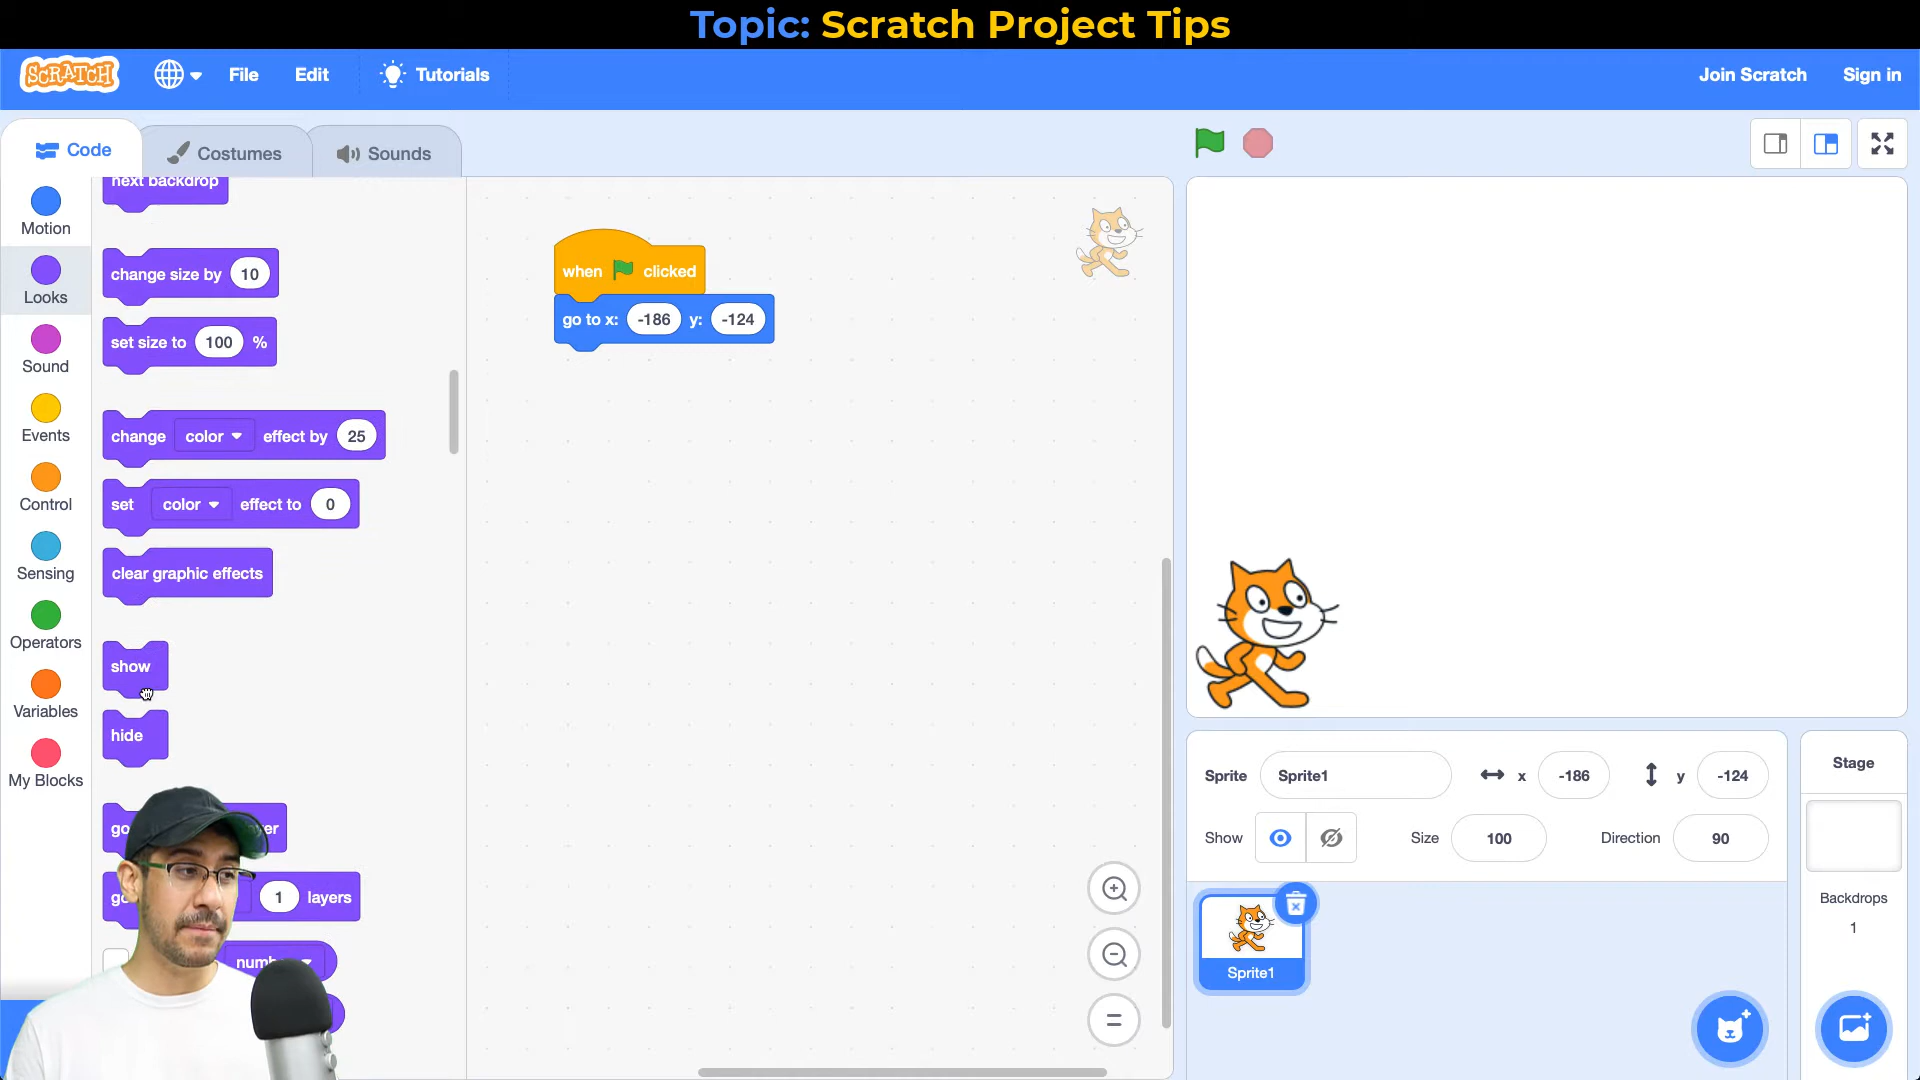 Topic: Scratch Project Tips
SCRATCH
File
Edit
Tutorials
Join Scratch
Sign in
Code
Costumes
Sounds
Motion
Looks
Sound
Events
Control
Sensing
Operators
Variables
My Blocks
next backdrop
change size by 10
set size to 100 %
change color effect by 25
set color effect to 0
clear graphic effects
show
hide
1 layers
when clicked
go to x: -186 y: -124
Sprite Sprite1 x -186 y -124
Show Size 100 Direction 90
Sprite1
Stage
Backdrops
1